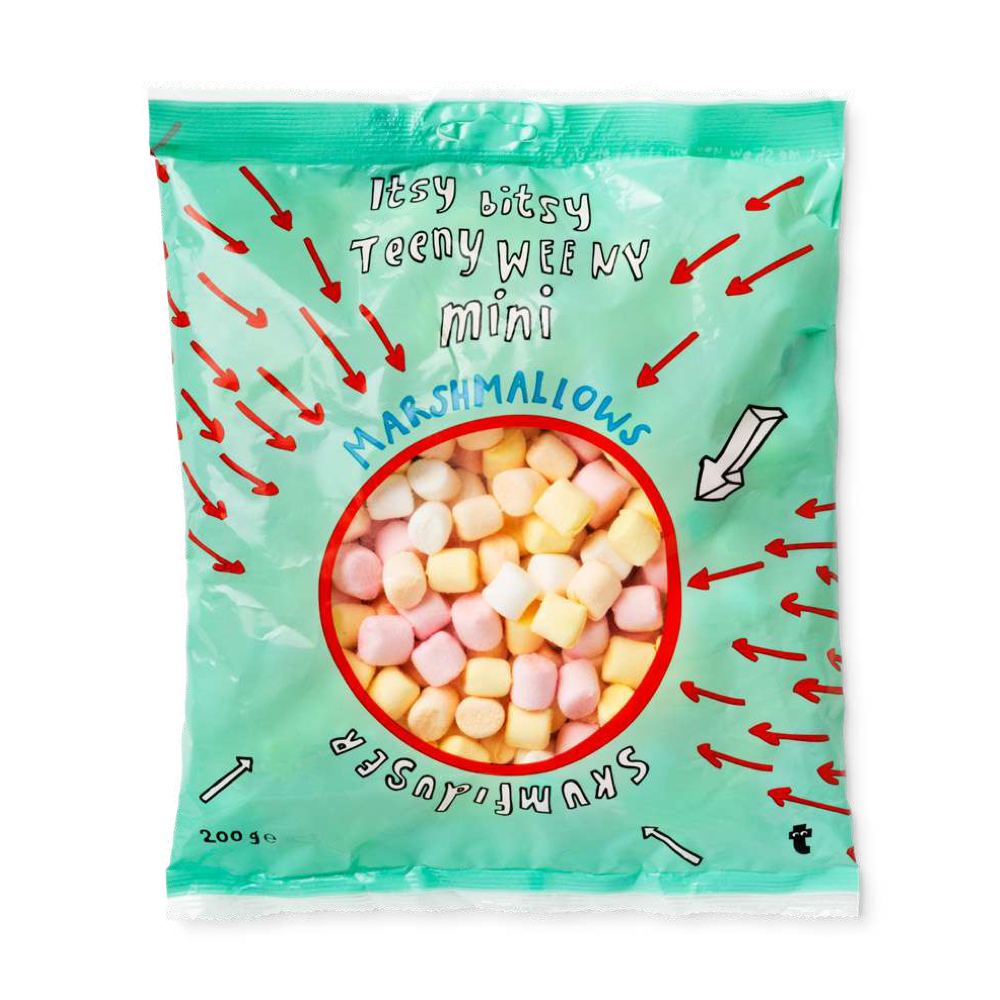 Itsy bitsy
Teeny WEENY
mini
MARSHMALLOWS
SKUMFIDUSER
200 g e
t